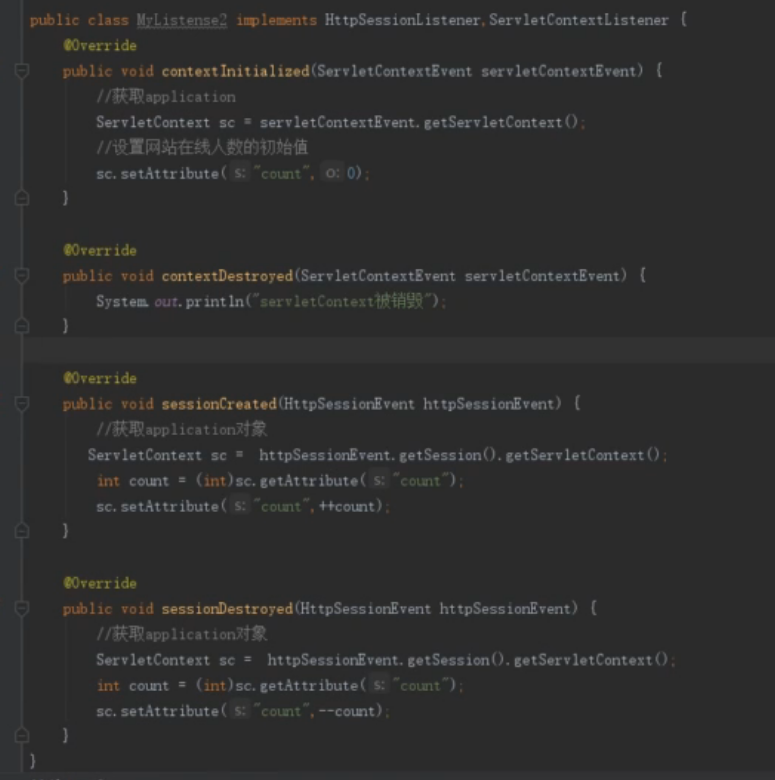 public class MyListense2 implements HttpSessionListener,ServletContextListener {
@Override
public void contextInitialized(ServletContextEvent servletContextEvent) {
//获取application
ServletContext sc = servletContextEvent.getServletContext();
//设置网站在线人数的初始值
sc.setAttribute( s: "count", o: 0);
}
@Override
public void contextDestroyed(ServletContextEvent servletContextEvent) {
System.out.println("servletContext被销毁");
}
@Override
public void sessionCreated(HttpSessionEvent httpSessionEvent) {
//获取application对象
ServletContext sc = httpSessionEvent.getSession().getServletContext();
int count = (int)sc.getAttribute( s: "count");
sc.setAttribute( s: "count",++count);
}
@Override
public void sessionDestroyed(HttpSessionEvent httpSessionEvent) {
//获取application对象
ServletContext sc = httpSessionEvent.getSession().getServletContext();
int count = (int)sc.getAttribute( s: "count");
sc.setAttribute( s: "count",--count);
}
}